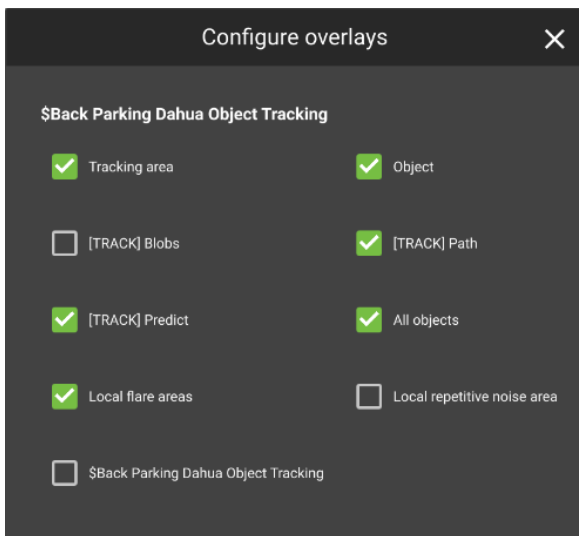 Configure overlays
$Back Parking Dahua Object Tracking
Tracking area
Object
[TRACK] Blobs
[TRACK] Path
[TRACK] Predict
All objects
Local flare areas
Local repetitive noise area
$Back Parking Dahua Object Tracking